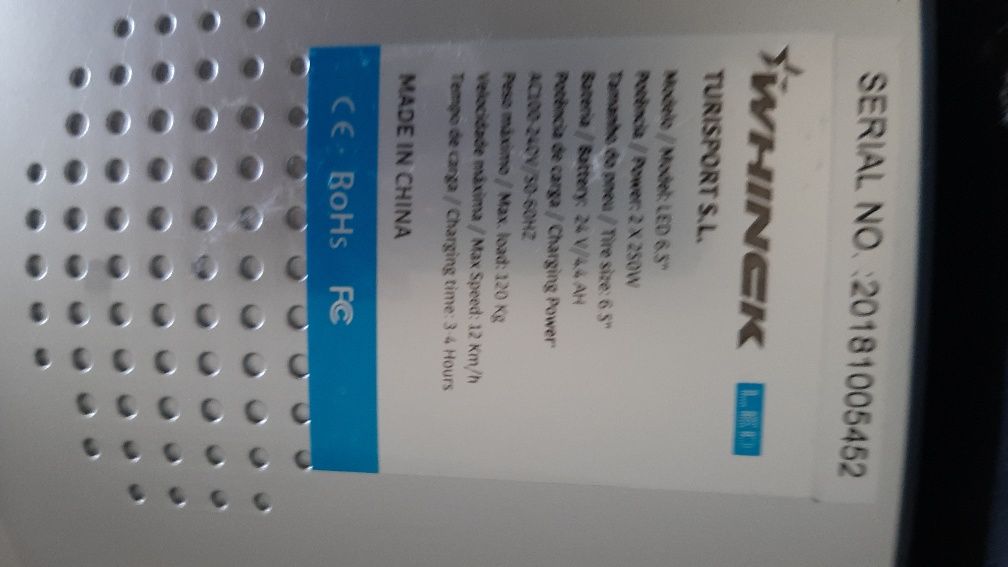 SERIAL NO. :20181005452
WHINCK LED
TURISPORT S.L.
Modelo / Model: LED 6.5"
Potência / Power: 2 X 250W
Tamanho do pneu / Tire size: 6.5"
Bateria / Battery: 24 V/4.4 AH
Potência de carga / Charging Power
AC100-240V/50-60HZ
Peso máximo / Max. load: 120 Kg
Velocidade máxima / Max Speed: 12 Km/h
Tempo de carga / Charging time: 3-4 Hours
MADE IN CHINA
CE RoHs FC